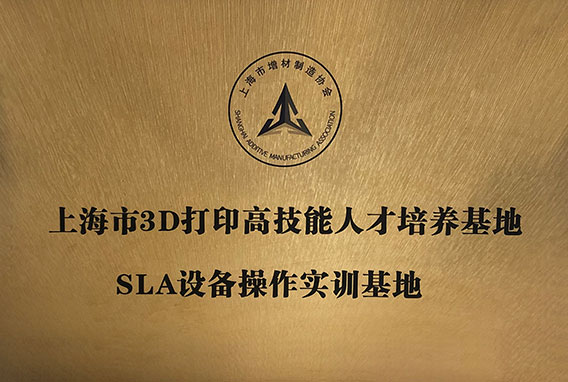 上海市增材制造协会
SHANGHAI ADDITIVE MANUFACTURING ASSOCIATION
上海市3D打印高技能人才培养基地
SLA设备操作实训基地